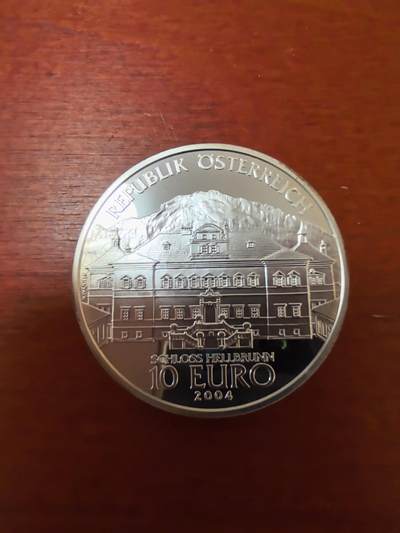 REPUBLIK ÖSTERREICH
SCHLOSS HELLBRUNN
10 EURO
2004